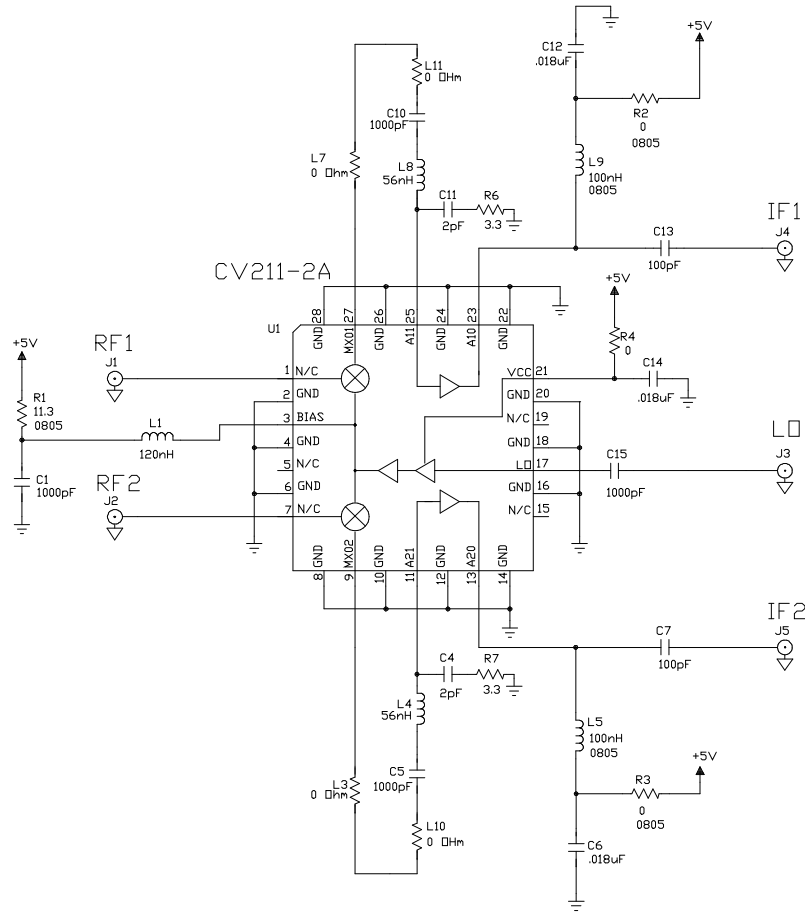 +5V
C12
.018uF
R2
0
0805
L11
0 OHm
C10
1000pF
L7
0 Ohm
L8
56nH
L9
100nH
0805
C11
2pF
R6
3.3
IF1
J4
C13
100pF
CV211-2A
+5V
R4
0
U1
GND 28
MXO1 27
GND 26
A11 25
GND 24
A10 23
GND 22
+5V
RF1
J1
R1
11.3
0805
C14
.018uF
1 N/C
2 GND
3 BIAS
4 GND
5 N/C
6 GND
7 N/C
VCC 21
GND 20
N/C 19
GND 18
LO 17
GND 16
N/C 15
L1
120nH
C1
1000pF
RF2
J2
C15
1000pF
LO
J3
8 GND
9 MXO2
10 GND
11 A21
12 GND
13 A20
14 GND
IF2
J5
C7
100pF
C4
2pF
R7
3.3
L4
56nH
L5
100nH
0805
C5
1000pF
L3
0 Ohm
+5V
R3
0
0805
L10
0 OHm
C6
.018uF